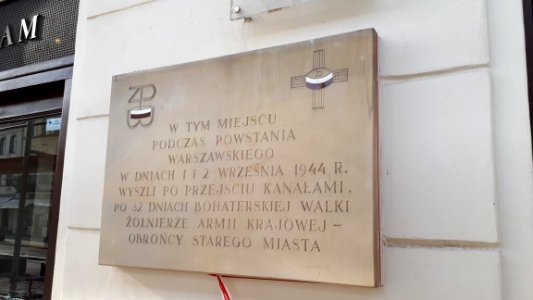 AM
W TYM MIEJSCU
PODCZAS POWSTANIA
WARSZAWSKIEGO
W DNIACH 1 I 2 WRZEŚNIA 1944 R.
WYSZLI PO PRZEJŚCIU KANAŁAMI.
PO 32 DNIACH BOHATERSKIEJ WALKI
ŻOŁNIERZE ARMII KRAJOWEJ –
OBROŃCY STAREGO MIASTA